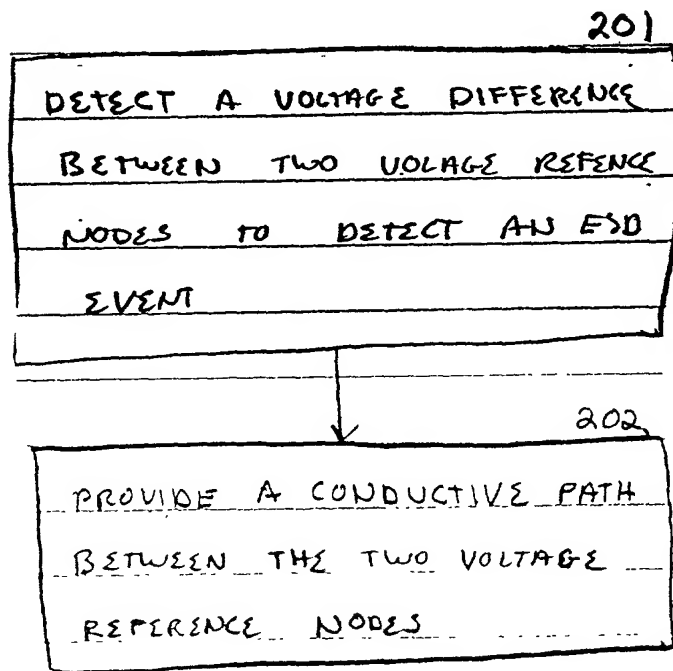 201
DETECT A VOLTAGE DIFFERENCE
BETWEEN TWO VOLAGE REFENCE
NODES TO DETECT AN ESD
EVENT
202
PROVIDE A CONDUCTIVE PATH
BETWEEN THE TWO VOLTAGE
REFERENCE NODES